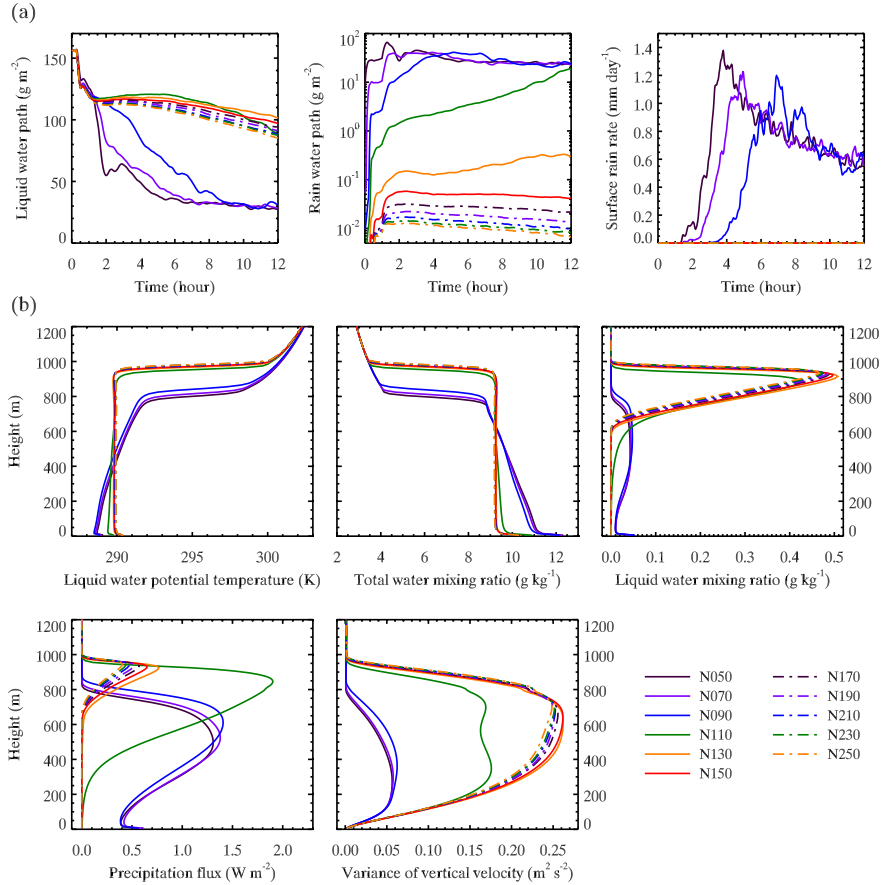 (a)
150
100
50
0
Liquid water path (g m-2)
0 2 4 6 8 10 12
Time (hour)
10^2
10^1
10^0
10^-1
10^-2
Rain water path (g m-2)
0 2 4 6 8 10 12
Time (hour)
1.4
1.2
1.0
0.8
0.6
0.4
0.2
0.0
Surface rain rate (mm day-1)
0 2 4 6 8 10 12
Time (hour)
(b)
1200
1000
800
600
400
200
0
Height (m)
290 295 300
Liquid water potential temperature (K)
2 4 6 8 10 12
Total water mixing ratio (g kg-1)
1200
1000
800
600
400
200
0
0.0 0.1 0.2 0.3 0.4 0.5
Liquid water mixing ratio (g kg-1)
1200
1000
800
600
400
200
0
Height (m)
0.0 0.5 1.0 1.5 2.0
Precipitation flux (W m-2)
1200
1000
800
600
400
200
0
0.00 0.05 0.10 0.15 0.20 0.25
Variance of vertical velocity (m2 s-2)
N050
N070
N090
N110
N130
N150
N170
N190
N210
N230
N250